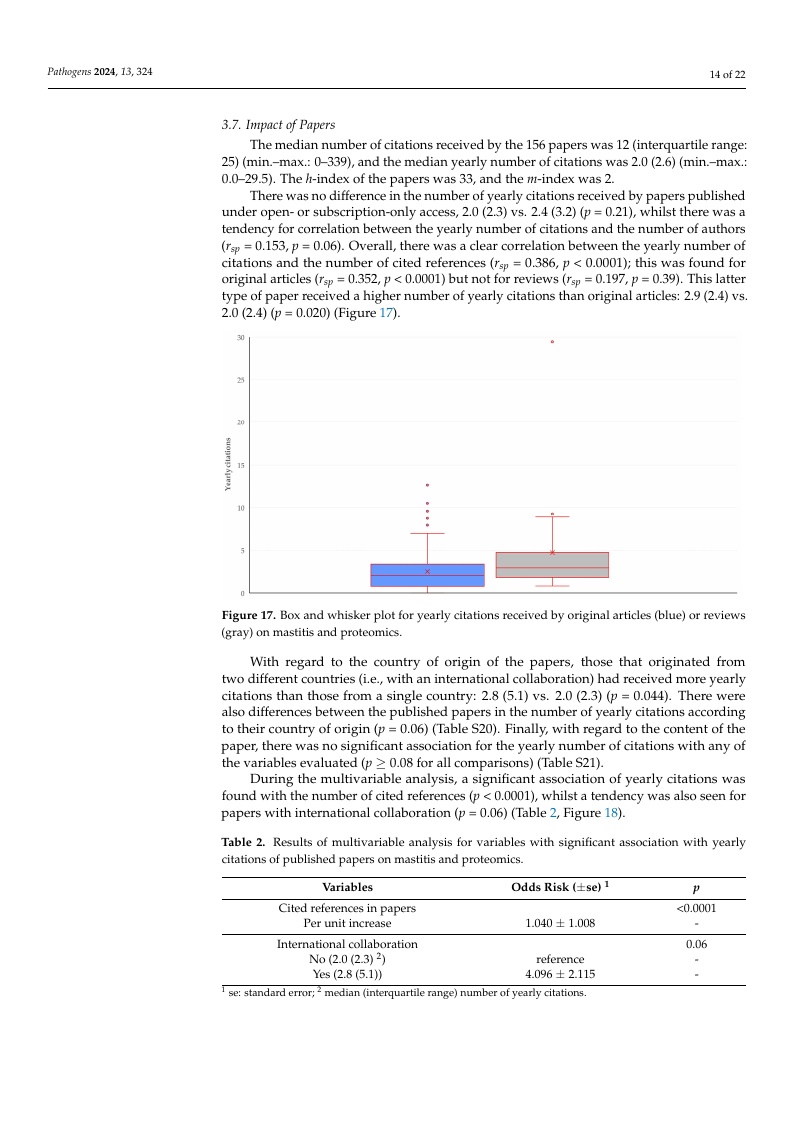 Pathogens 2024, 13, 324
14 of 22
3.7. Impact of Papers
The median number of citations received by the 156 papers was 12 (interquartile range:
25) (min.–max.: 0–339), and the median yearly number of citations was 2.0 (2.6) (min.–max.:
0.0–29.5). The h-index of the papers was 33, and the m-index was 2.
There was no difference in the number of yearly citations received by papers published
under open- or subscription-only access, 2.0 (2.3) vs. 2.4 (3.2) (p = 0.21), whilst there was a
tendency for correlation between the yearly number of citations and the number of authors
(rsp = 0.153, p = 0.06). Overall, there was a clear correlation between the yearly number of
citations and the number of cited references (rsp = 0.386, p < 0.0001); this was found for
original articles (rsp = 0.352, p < 0.0001) but not for reviews (rsp = 0.197, p = 0.39). This latter
type of paper received a higher number of yearly citations than original articles: 2.9 (2.4) vs.
2.0 (2.4) (p = 0.020) (Figure 17).
30
25
20
15
10
5
0
Yearly citations
Figure 17. Box and whisker plot for yearly citations received by original articles (blue) or reviews
(gray) on mastitis and proteomics.
With regard to the country of origin of the papers, those that originated from
two different countries (i.e., with an international collaboration) had received more yearly
citations than those from a single country: 2.8 (5.1) vs. 2.0 (2.3) (p = 0.044). There were
also differences between the published papers in the number of yearly citations according
to their country of origin (p = 0.06) (Table S20). Finally, with regard to the content of the
paper, there was no significant association for the yearly number of citations with any of
the variables evaluated (p ≥ 0.08 for all comparisons) (Table S21).
During the multivariable analysis, a significant association of yearly citations was
found with the number of cited references (p < 0.0001), whilst a tendency was also seen for
papers with international collaboration (p = 0.06) (Table 2, Figure 18).
Table 2. Results of multivariable analysis for variables with significant association with yearly
citations of published papers on mastitis and proteomics.
Variables Odds Risk (±se) 1 p
Cited references in papers <0.0001
Per unit increase 1.040 ± 1.008 -
International collaboration 0.06
No (2.0 (2.3) 2) reference -
Yes (2.8 (5.1)) 4.096 ± 2.115 -
1 se: standard error; 2 median (interquartile range) number of yearly citations.